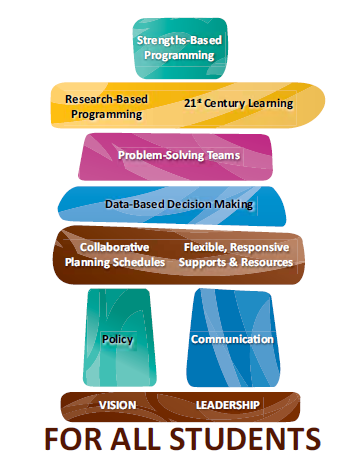 Strengths-Based
Programming
Research-Based
Programming
21st Century Learning
Problem-Solving Teams
Data-Based Decision Making
Collaborative
Planning Schedules
Flexible, Responsive
Supports & Resources
Policy
Communication
VISION
LEADERSHIP
FOR ALL STUDENTS